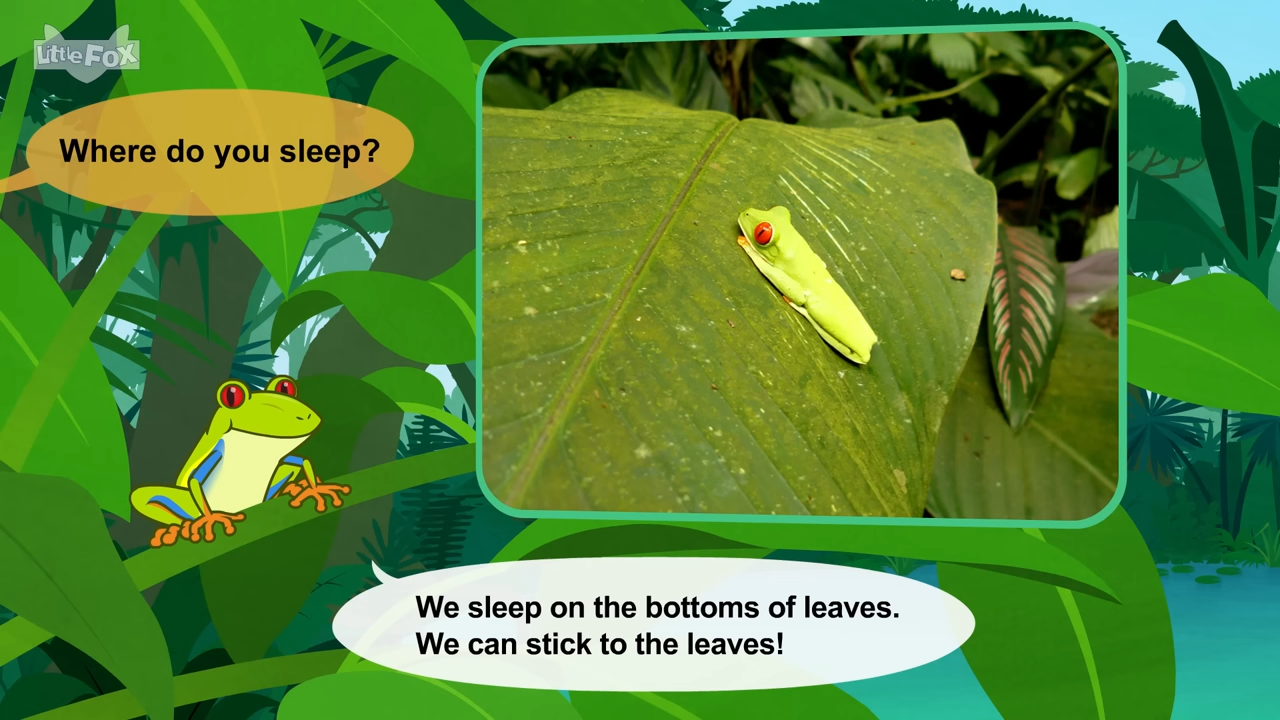 Little Fox
Where do you sleep?
We sleep on the bottoms of leaves.
We can stick to the leaves!